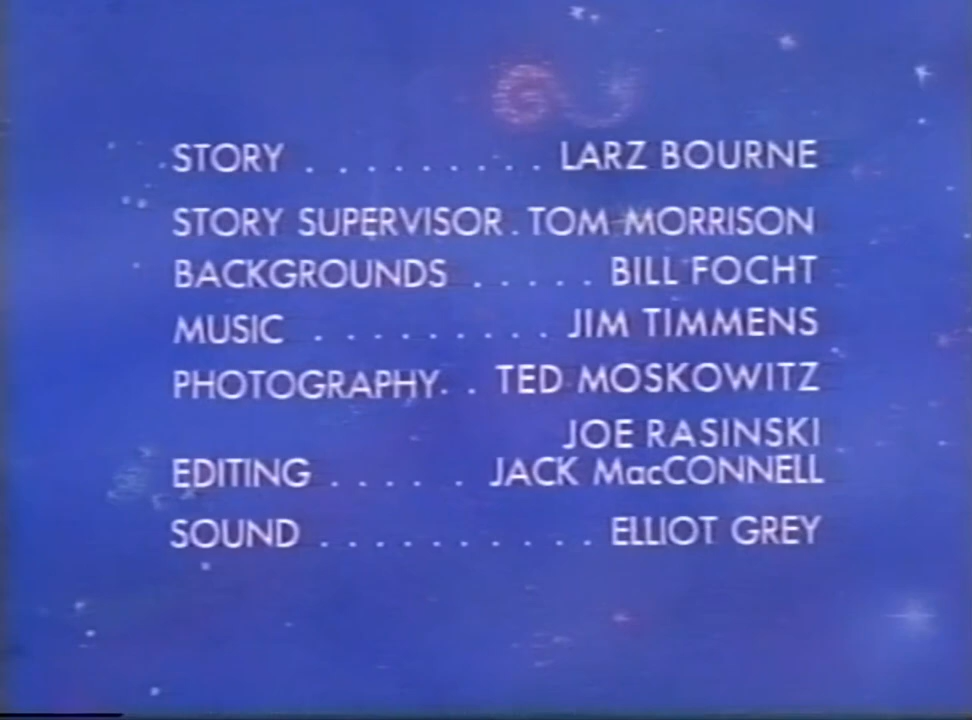 STORY . . . . . . . . . LARZ BOURNE
STORY SUPERVISOR . TOM MORRISON
BACKGROUNDS . . . . . BILL FOCHT
MUSIC . . . . . . . . . JIM TIMMENS
PHOTOGRAPHY . . TED MOSKOWITZ
JOE RASINSKI
EDITING . . . . . JACK MacCONNELL
SOUND . . . . . . . . . . ELLIOT GREY